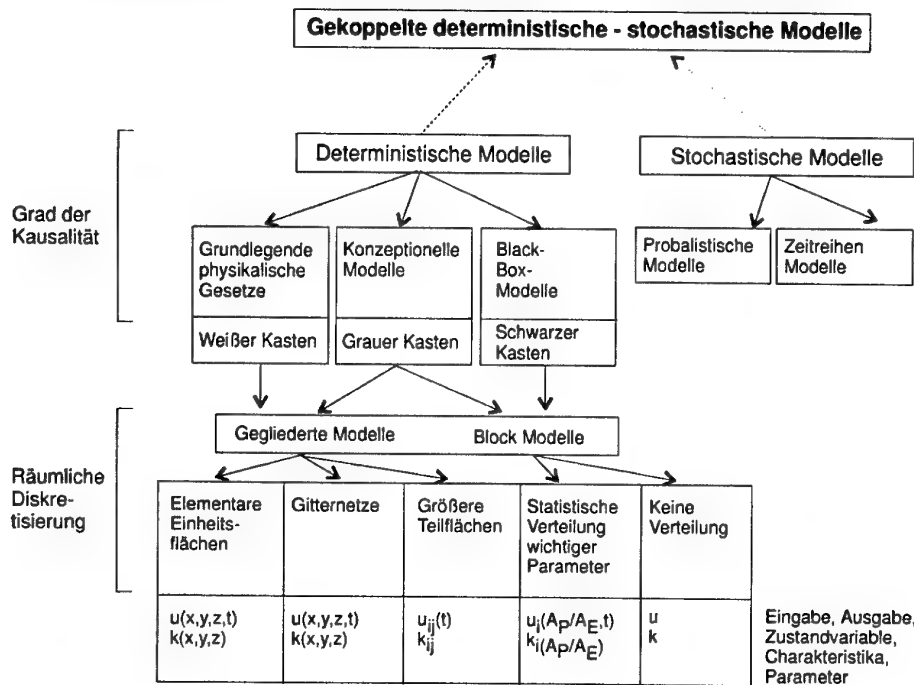 Gekoppelte deterministische - stochastische Modelle
Deterministische Modelle
Stochastische Modelle
Grad der
Kausalität
Grundlegende
physikalische
Gesetze
Weißer Kasten
Konzeptionelle
Modelle
Grauer Kasten
Black-
Box-
Modelle
Schwarzer
Kasten
Probalistische
Modelle
Zeitreihen
Modelle
Gegliederte Modelle
Block Modelle
Räumliche
Diskre-
tisierung
Elementare
Einheits-
flächen
Gitternetze
Größere
Teilflächen
Statistische
Verteilung
wichtiger
Parameter
Keine
Verteilung
u(x,y,z,t)
k(x,y,z)
u(x,y,z,t)
k(x,y,z)
uij(t)
kij
ui(AP/AE,t)
ki(AP/AE)
u
k
Eingabe, Ausgabe,
Zustandvariable,
Charakteristika,
Parameter